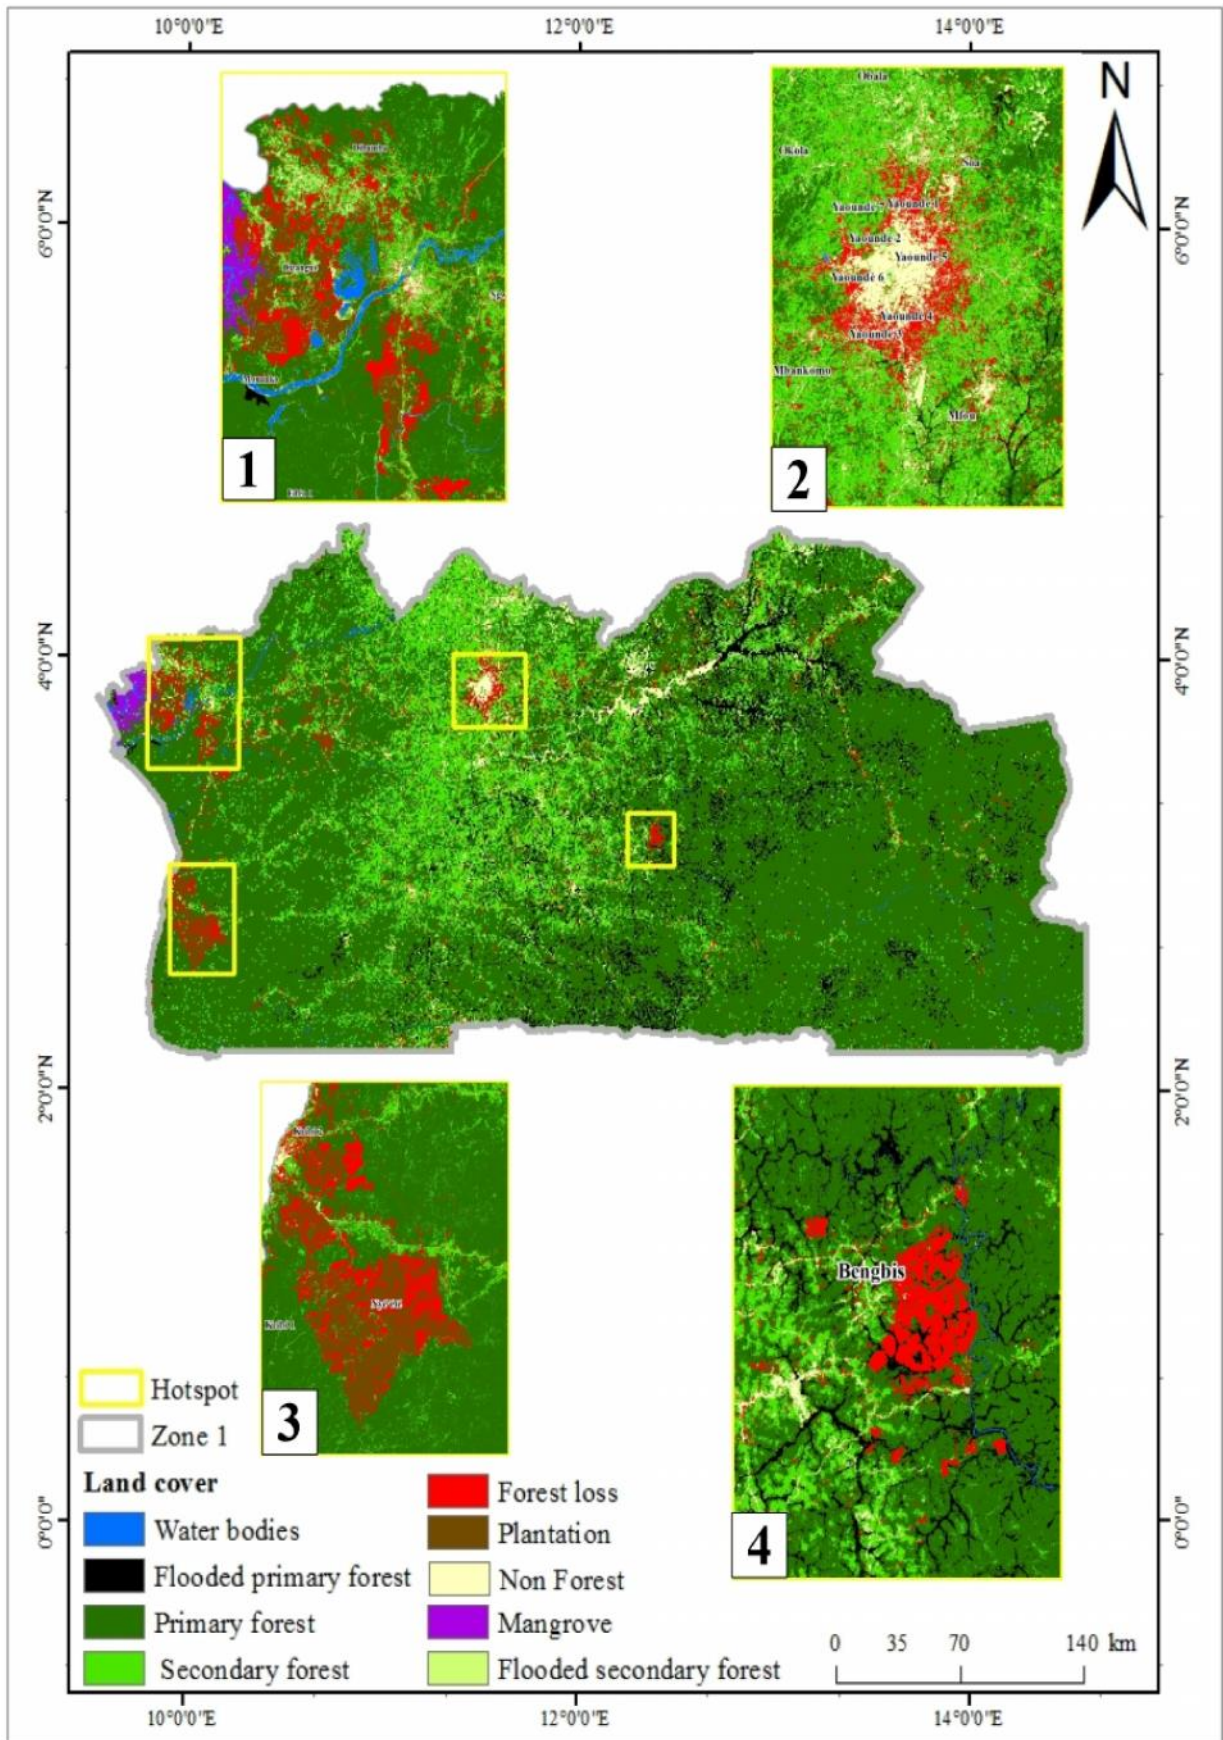 10°0'0"E 12°0'0"E 14°0'0"E
N
6°0'0"N
6°0'0"N
Obala
Okola
Soa
Yaounde 7 Yaounde 1
Yaounde 2
Yaounde 5
Yaounde 6
Yaounde 4
Yaounde 3
Mbankomo
Mfou
Dibamba
Mouanko
1
2
4°0'0"N
4°0'0"N
2°0'0"N
2°0'0"N
Bengbis
3
4
Hotspot
Zone 1
Land cover
Water bodies
Flooded primary forest
Primary forest
Secondary forest
Forest loss
Plantation
Non Forest
Mangrove
Flooded secondary forest
0 35 70 140 km
0°0'0"
0°0'0"
10°0'0"E 12°0'0"E 14°0'0"E